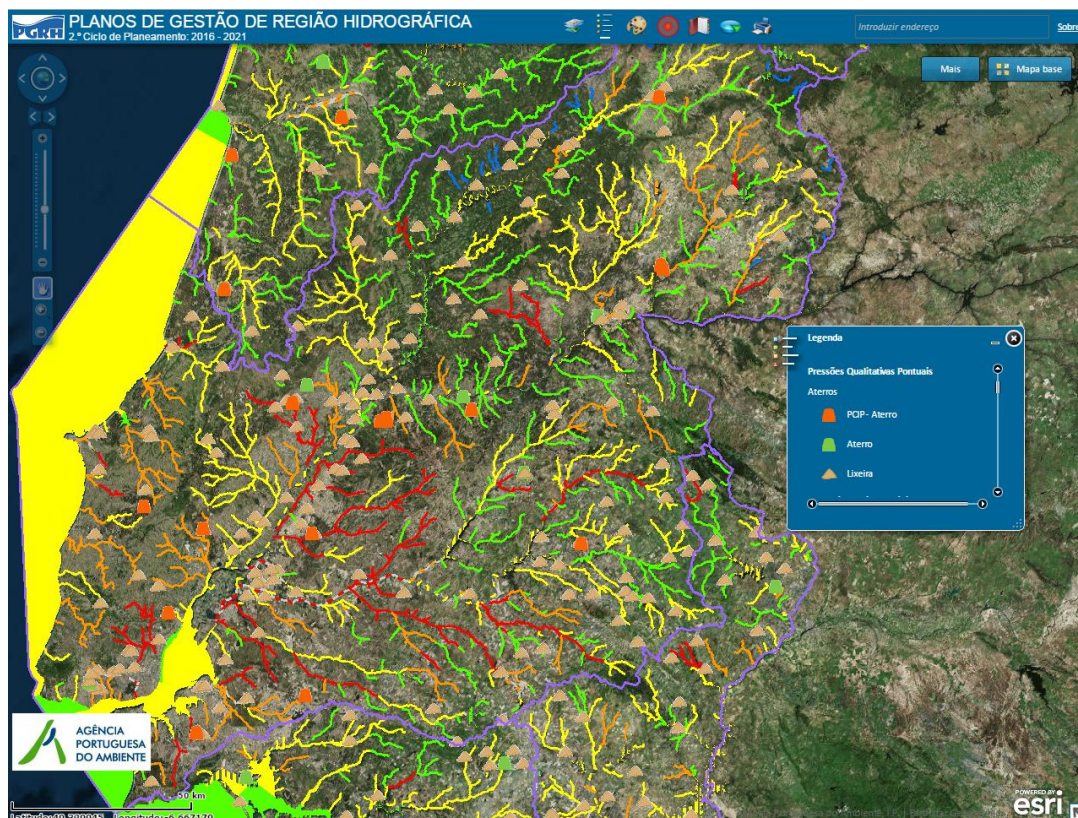 PGRH
PLANOS DE GESTÃO DE REGIÃO HIDROGRÁFICA
2.º Ciclo de Planeamento: 2016 - 2021
Introduzir endereço
Sobre
Mais
Mapa base
Legenda
Pressões Qualitativas Pontuais
Aterros
PCIP - Aterro
Aterro
Lixeira
AGÊNCIA
PORTUGUESA
DO AMBIENTE
50 km
POWERED BY
esri